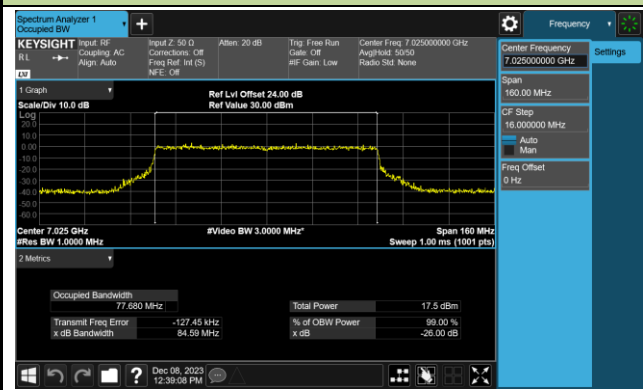 Spectrum Analyzer 1
Occupied BW
+
Frequency
KEYSIGHT
Input: RF
Coupling: AC
Align: Auto
Input Z: 50 Ω
Corrections: Off
Freq Ref: Int (S)
NFE: Off
Atten: 20 dB
Trig: Free Run
Gate: Off
#IF Gain: Low
Center Freq: 7.025000000 GHz
Avg|Hold: 50/50
Radio Std: None
RL
LXI
Center Frequency
7.025000000 GHz
Settings
Span
160.00 MHz
CF Step
16.000000 MHz
Auto
Man
Freq Offset
0 Hz
1 Graph
Scale/Div 10.0 dB
Ref Lvl Offset 24.00 dB
Ref Value 30.00 dBm
Log
20.0
10.0
0.00
-10.0
-20.0
-30.0
-40.0
-50.0
-60.0
Center 7.025 GHz
#Res BW 1.0000 MHz
#Video BW 3.0000 MHz*
Span 160 MHz
Sweep 1.00 ms (1001 pts)
2 Metrics
Occupied Bandwidth
77.680 MHz
Total Power 17.5 dBm
Transmit Freq Error -127.45 kHz
% of OBW Power 99.00 %
x dB Bandwidth 84.59 MHz
x dB -26.00 dB
?
Dec 08, 2023
12:39:08 PM